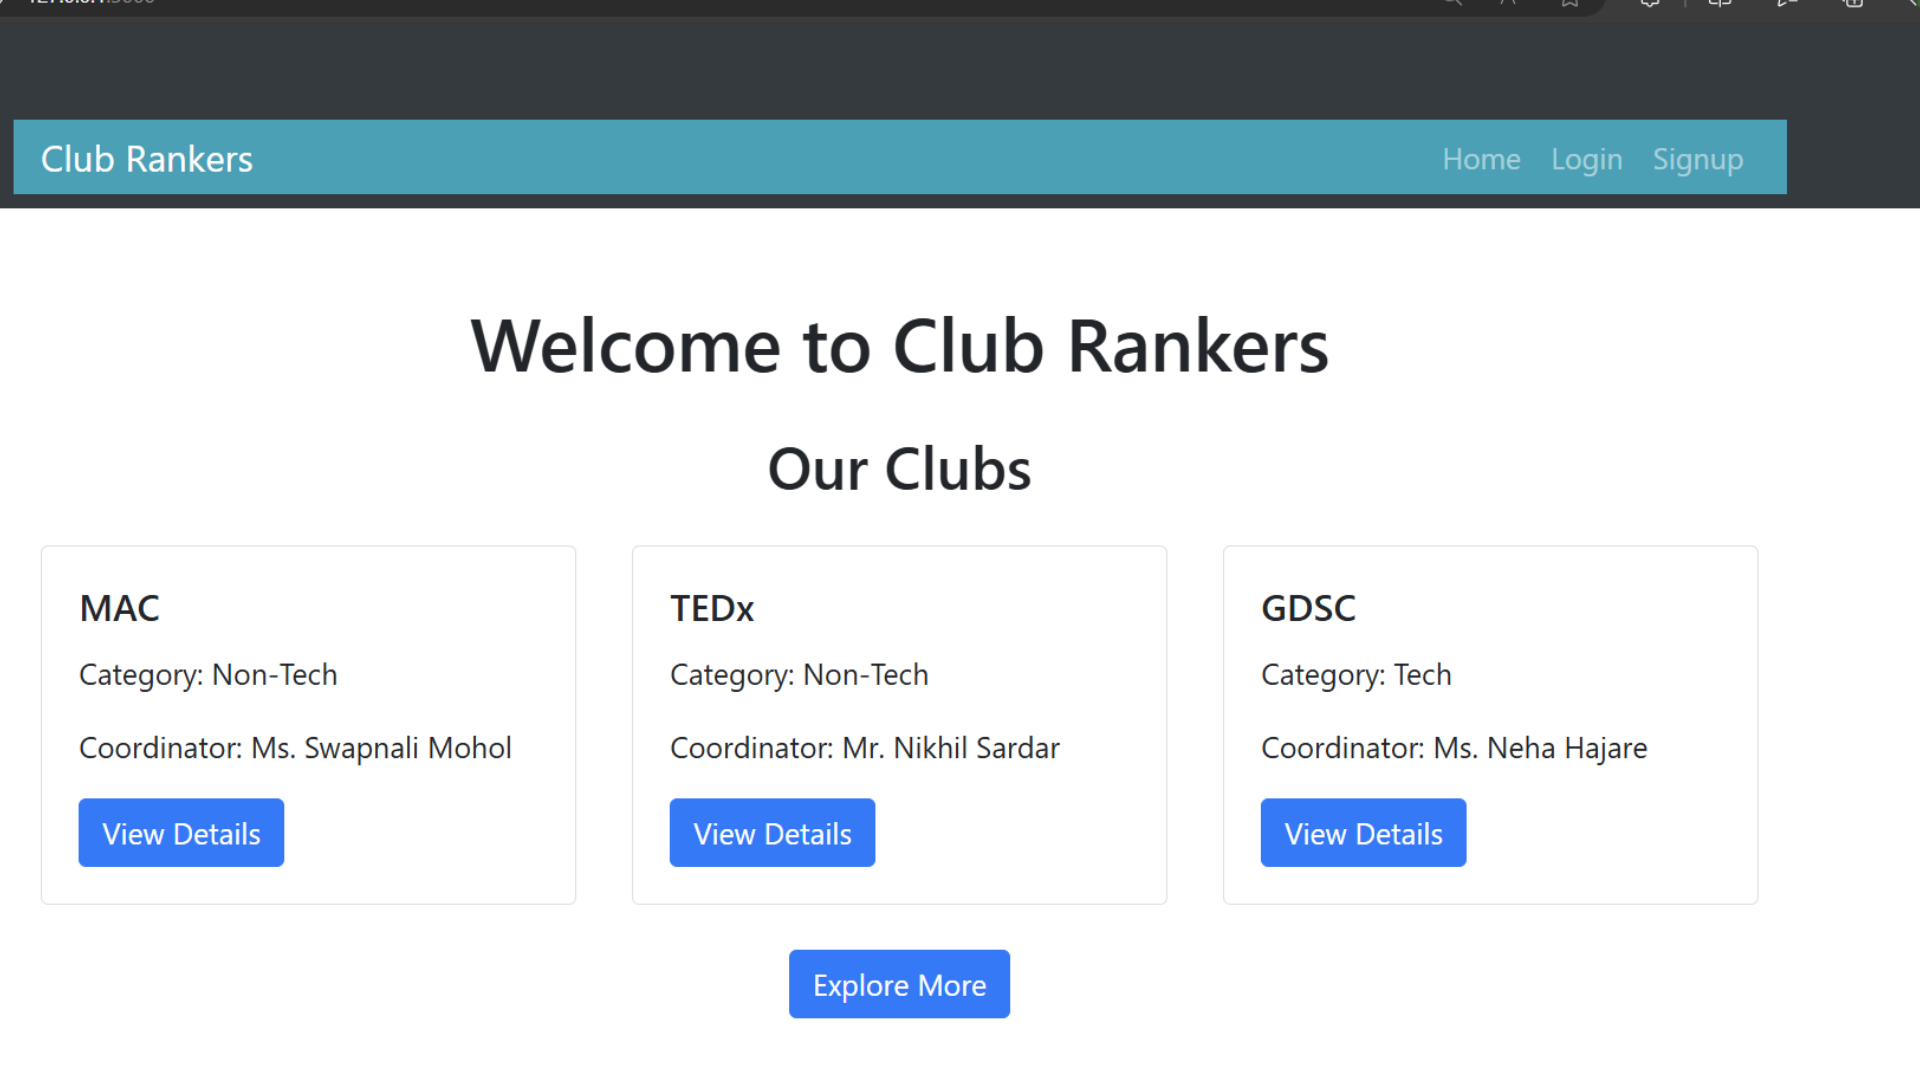 Club Rankers
Home Login Signup
Welcome to Club Rankers
Our Clubs
MAC
Category: Non-Tech
Coordinator: Ms. Swapnali Mohol
View Details
TEDx
Category: Non-Tech
Coordinator: Mr. Nikhil Sardar
View Details
GDSC
Category: Tech
Coordinator: Ms. Neha Hajare
View Details
Explore More